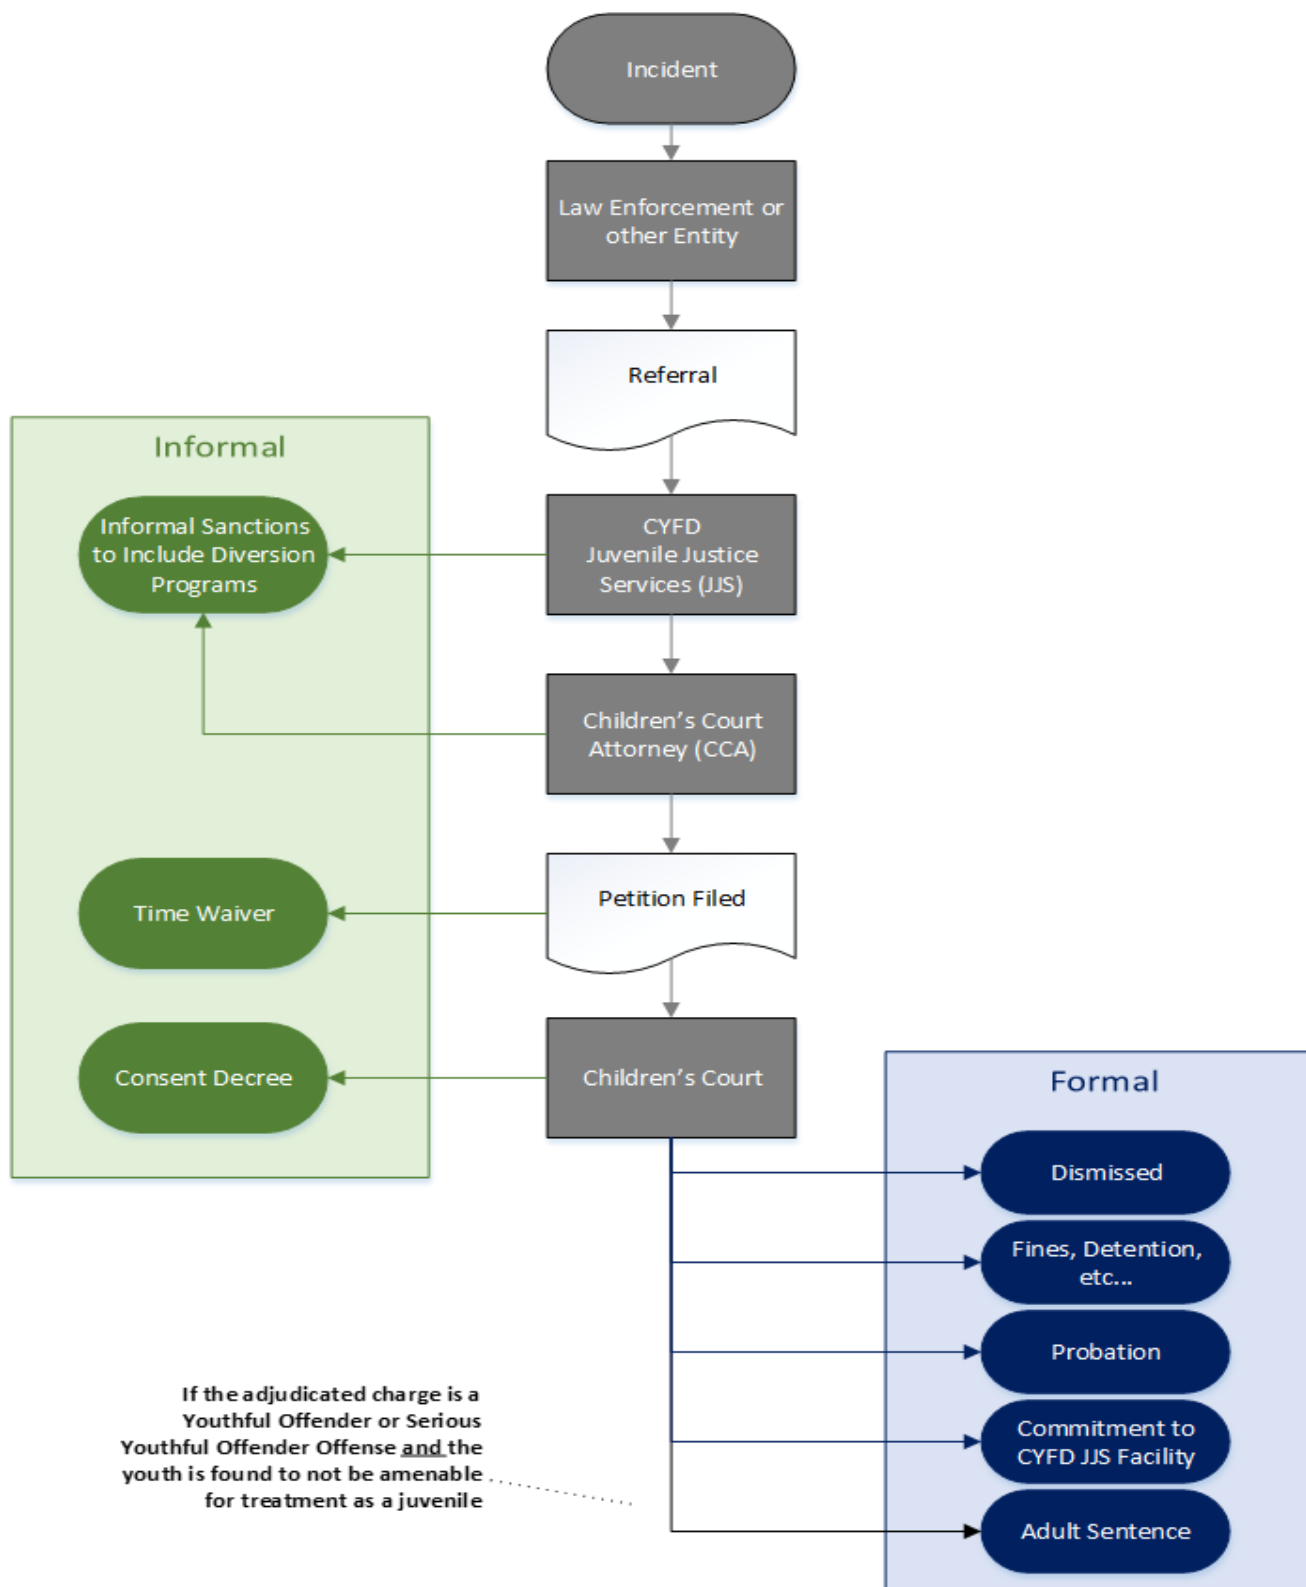 Incident
Law Enforcement or
other Entity
Referral
Informal
Informal Sanctions
to Include Diversion
Programs
CYFD
Juvenile Justice
Services (JJS)
Children's Court
Attorney (CCA)
Petition Filed
Time Waiver
Children's Court
Consent Decree
Formal
Dismissed
Fines, Detention,
etc...
Probation
Commitment to
CYFD JJS Facility
Adult Sentence
If the adjudicated charge is a
Youthful Offender or Serious
Youthful Offender Offense and the
youth is found to not be amenable
for treatment as a juvenile